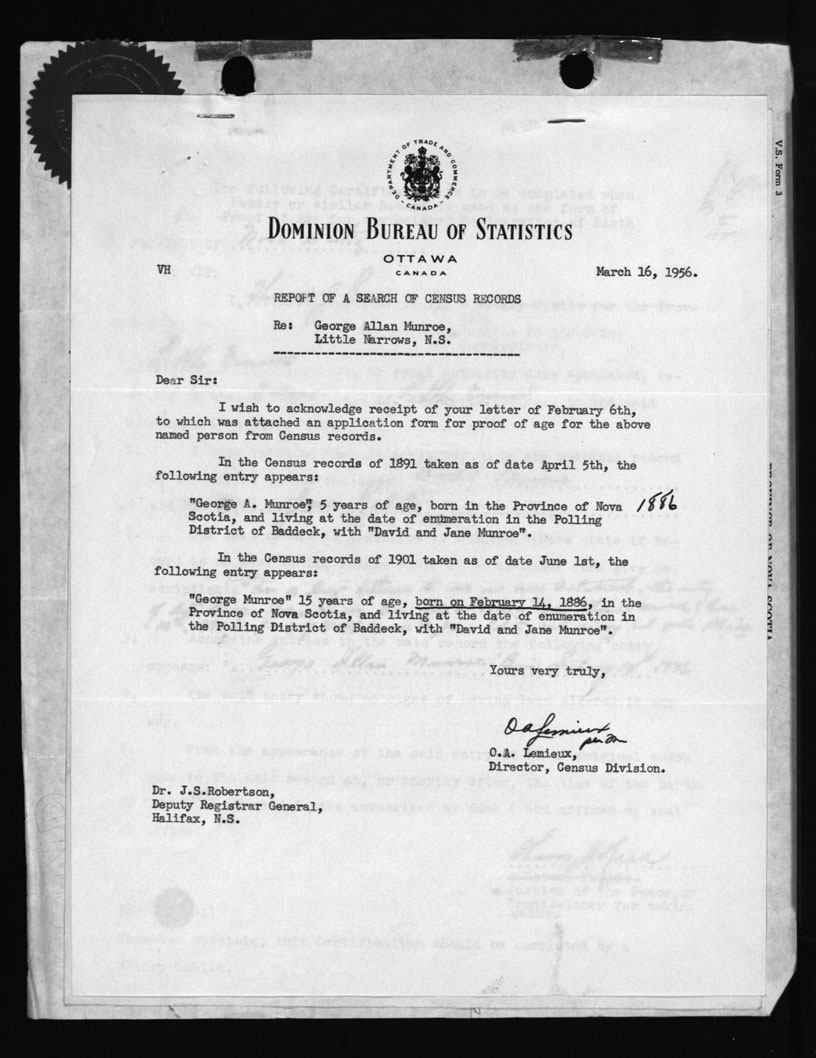 V.S. Form 3
DEPARTMENT OF TRADE AND COMMERCE
CANADA
DOMINION BUREAU OF STATISTICS
OTTAWA
CANADA
VH
March 16, 1956.
REPORT OF A SEARCH OF CENSUS RECORDS
Re: George Allan Munroe,
Little Narrows, N.S.
Dear Sir:
I wish to acknowledge receipt of your letter of February 6th,
to which was attached an application form for proof of age for the above
named person from Census records.
In the Census records of 1891 taken as of date April 5th, the
following entry appears:
"George A. Munroe", 5 years of age, born in the Province of Nova 1886
Scotia, and living at the date of enumeration in the Polling
District of Baddeck, with "David and Jane Munroe".
In the Census records of 1901 taken as of date June 1st, the
following entry appears:
"George Munroe" 15 years of age, born on February 14, 1886, in the
Province of Nova Scotia, and living at the date of enumeration in
the Polling District of Baddeck, with "David and Jane Munroe".
Yours very truly,
O A Lemieux
per
O.A. Lemieux,
Director, Census Division.
Dr. J.S.Robertson,
Deputy Registrar General,
Halifax, N.S.